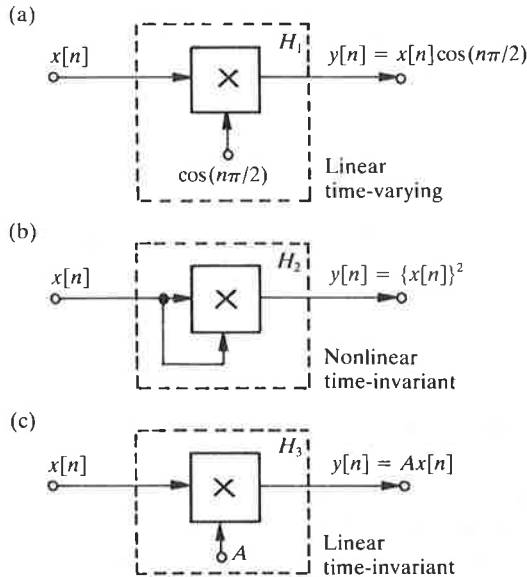 (a)
x[n]
H₁
y[n] = x[n]cos(nπ/2)
×
cos(nπ/2)
Linear
time-varying
(b)
x[n]
H₂
y[n] = {x[n]}²
×
Nonlinear
time-invariant
(c)
x[n]
H₃
y[n] = Ax[n]
×
A
Linear
time-invariant